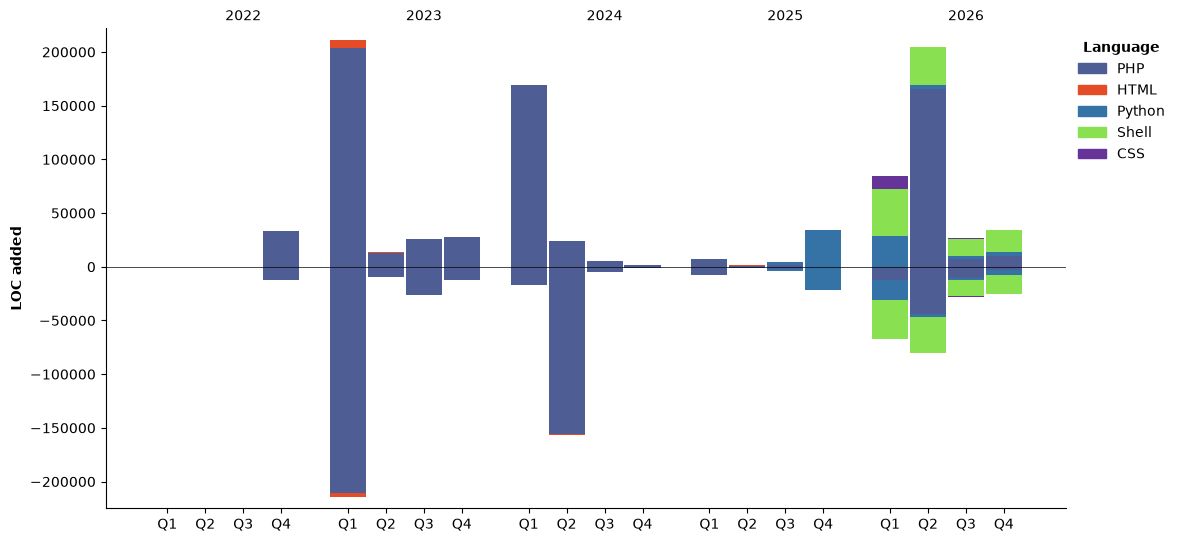 2022 2023 2024 2025 2026
Language
PHP
HTML
Python
Shell
CSS
LOC added
200000
150000
100000
50000
0
−50000
−100000
−150000
−200000
Q1 Q2 Q3 Q4 Q1 Q2 Q3 Q4 Q1 Q2 Q3 Q4 Q1 Q2 Q3 Q4 Q1 Q2 Q3 Q4